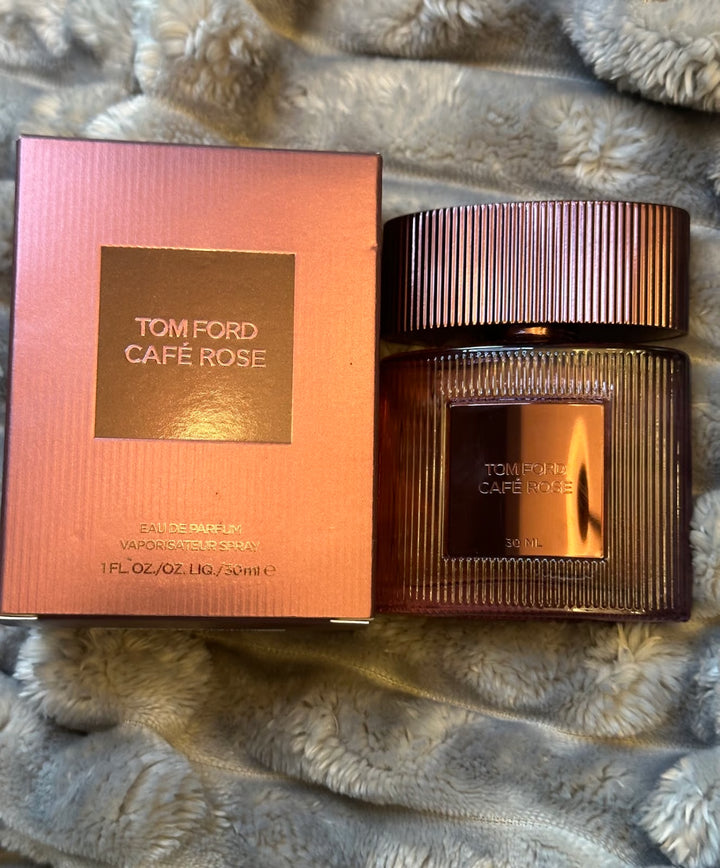 TOM FORD
CAFÉ ROSE
EAU DE PARFUM
VAPORISATEUR SPRAY
1 FL.OZ./OZ. LIQ./30ml ℮
TOM FORD
CAFÉ ROSE
30 ML